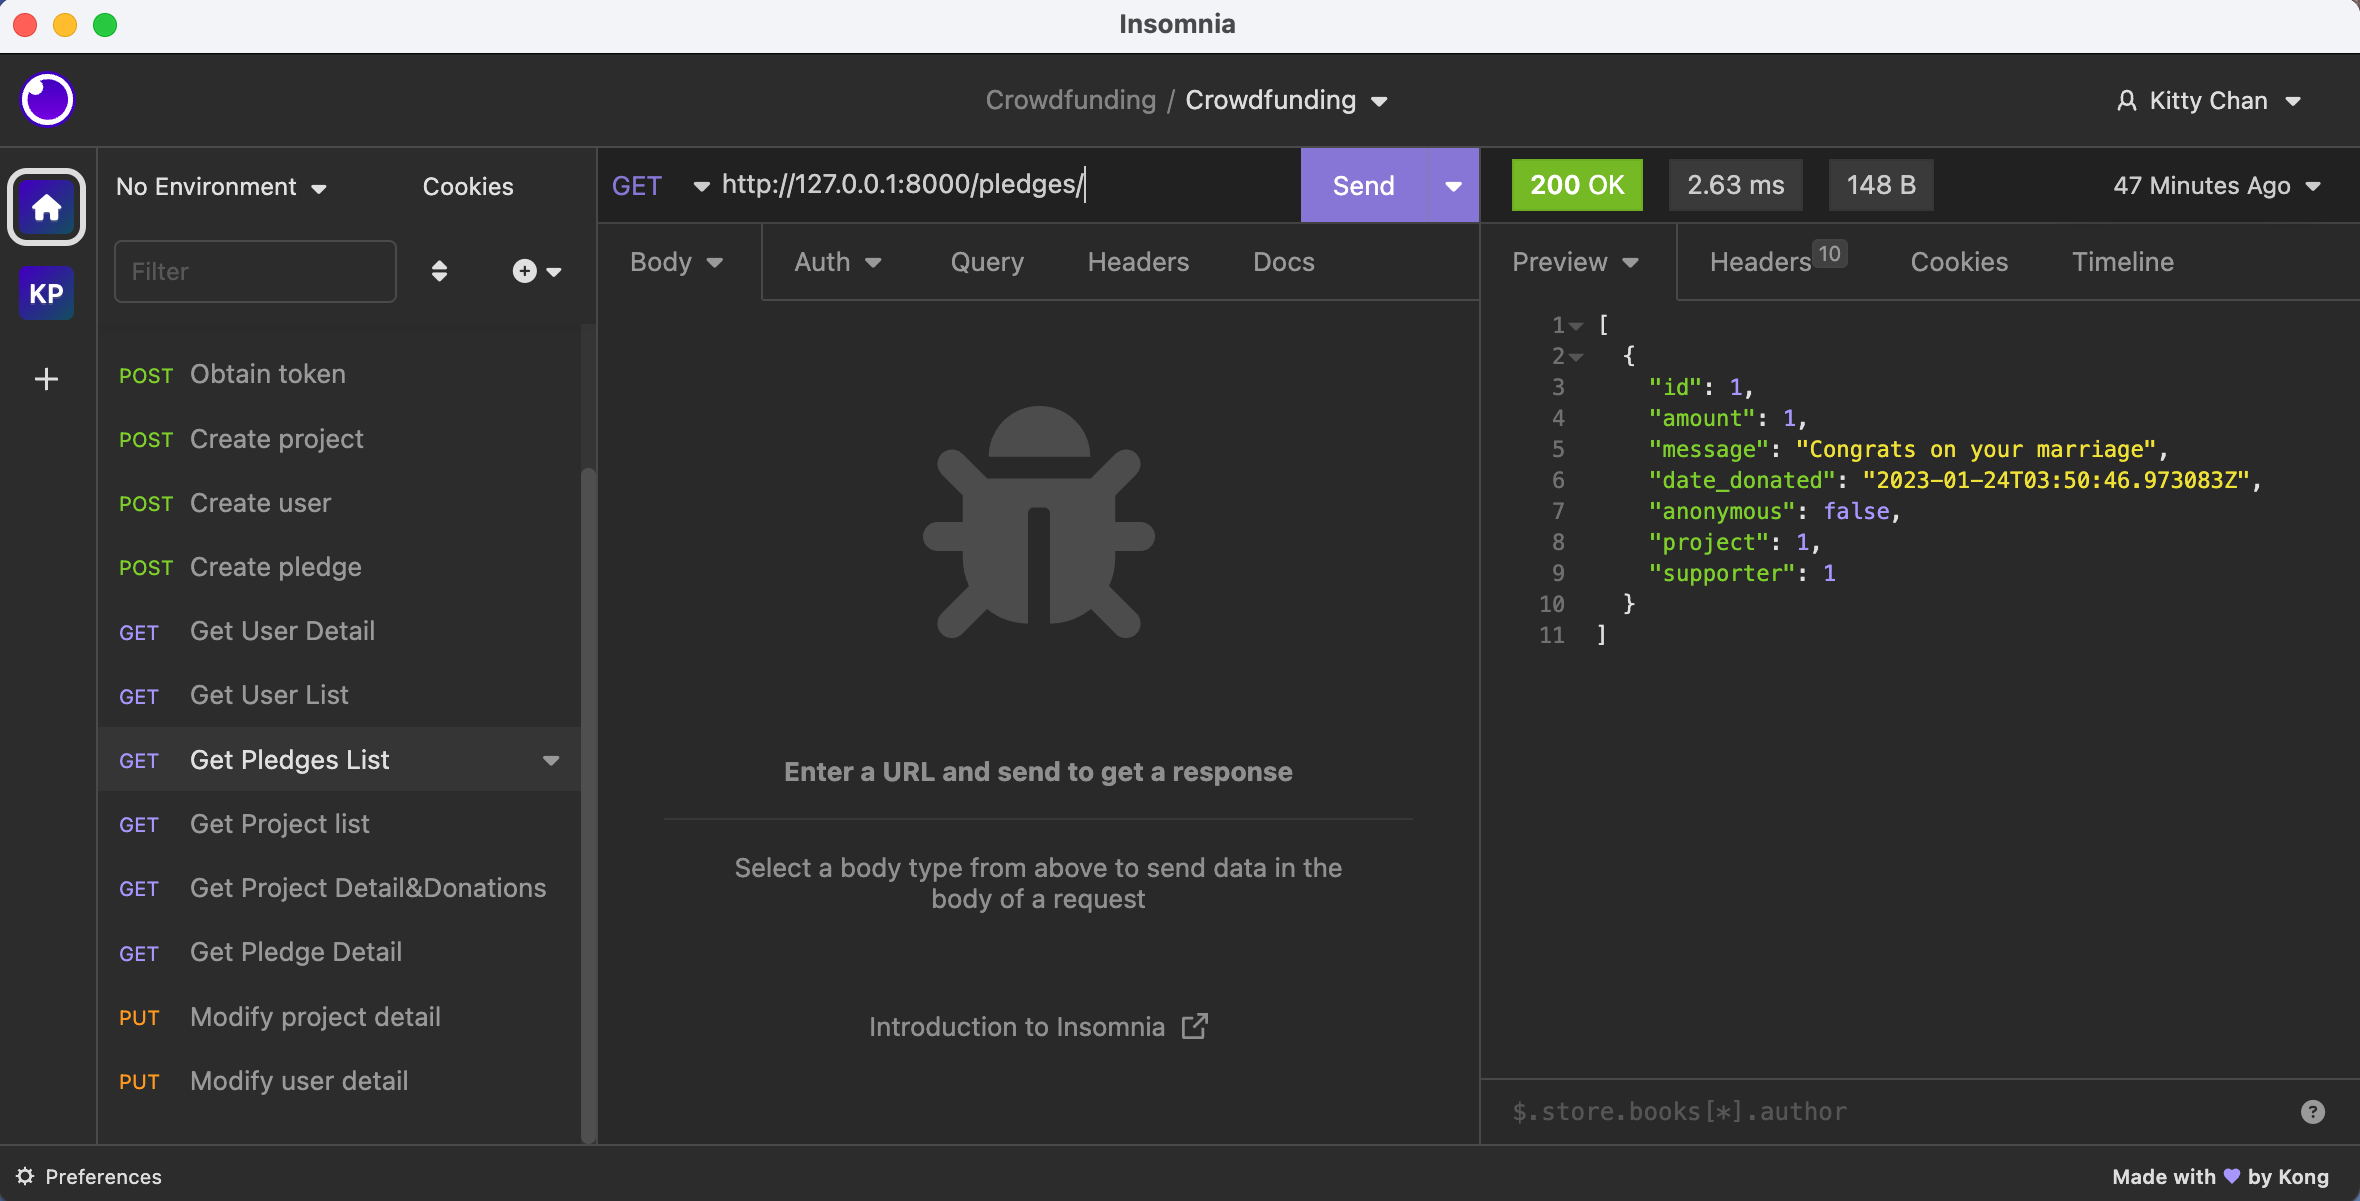 Insomnia
Crowdfunding / Crowdfunding
Kitty Chan
KP
No Environment
Cookies
Filter
POST Obtain token
POST Create project
POST Create user
POST Create pledge
GET Get User Detail
GET Get User List
GET Get Pledges List
GET Get Project list
GET Get Project Detail&Donations
GET Get Pledge Detail
PUT Modify project detail
PUT Modify user detail
GET http://127.0.0.1:8000/pledges/
Send
Body Auth Query Headers Docs
Enter a URL and send to get a response
Select a body type from above to send data in the
body of a request
Introduction to Insomnia
200 OK 2.63 ms 148 B 47 Minutes Ago
Preview Headers 10 Cookies Timeline
1 [
2 {
3 "id": 1,
4 "amount": 1,
5 "message": "Congrats on your marriage",
6 "date_donated": "2023-01-24T03:50:46.973083Z",
7 "anonymous": false,
8 "project": 1,
9 "supporter": 1
10 }
11 ]
$.store.books[*].author ?
Preferences
Made with 💜 by Kong